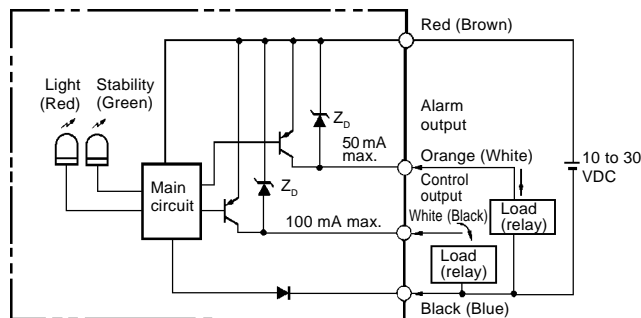 Red (Brown)
Light
(Red)
Stability
(Green)
Z_D
50 mA
max.
Alarm
output
Orange (White)
10 to 30
VDC
Main
circuit
Z_D
Control
output
100 mA max.
White (Black)
Load
(relay)
Load
(relay)
Black (Blue)